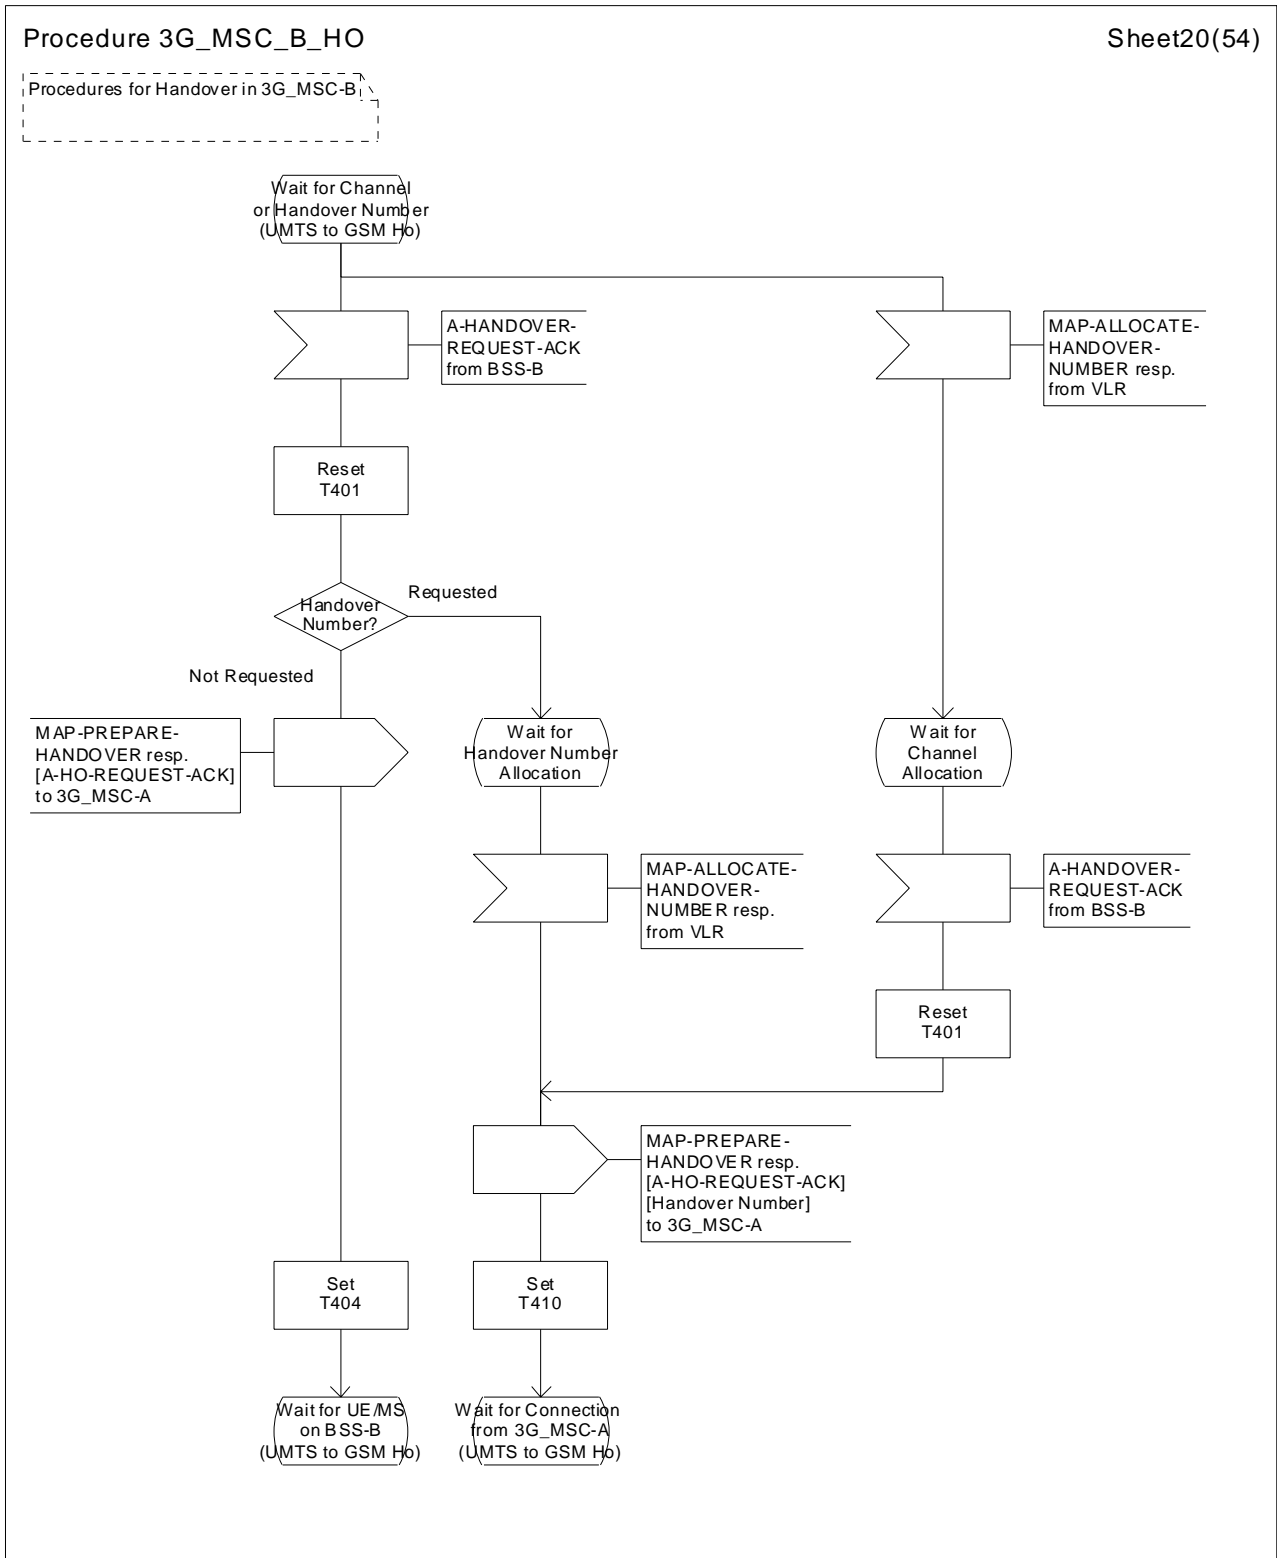 Procedure 3G_MSC_B_HO
Sheet20(54)
Procedures for Handover in 3G_MSC-B
Wait for Channel
or Handover Number
(UMTS to GSM Ho)
A-HANDOVER-
REQUEST-ACK
from BSS-B
MAP-ALLOCATE-
HANDOVER-
NUMBER resp.
from VLR
Reset
T401
Handover
Number?
Requested
Not Requested
MAP-PREPARE-
HANDOVER resp.
[A-HO-REQUEST-ACK]
to 3G_MSC-A
Wait for
Handover Number
Allocation
Wait for
Channel
Allocation
MAP-ALLOCATE-
HANDOVER-
NUMBER resp.
from VLR
A-HANDOVER-
REQUEST-ACK
from BSS-B
Reset
T401
MAP-PREPARE-
HANDOVER resp.
[A-HO-REQUEST-ACK]
[Handover Number]
to 3G_MSC-A
Set
T404
Set
T410
Wait for UE/MS
on BSS-B
(UMTS to GSM Ho)
Wait for Connection
from 3G_MSC-A
(UMTS to GSM Ho)